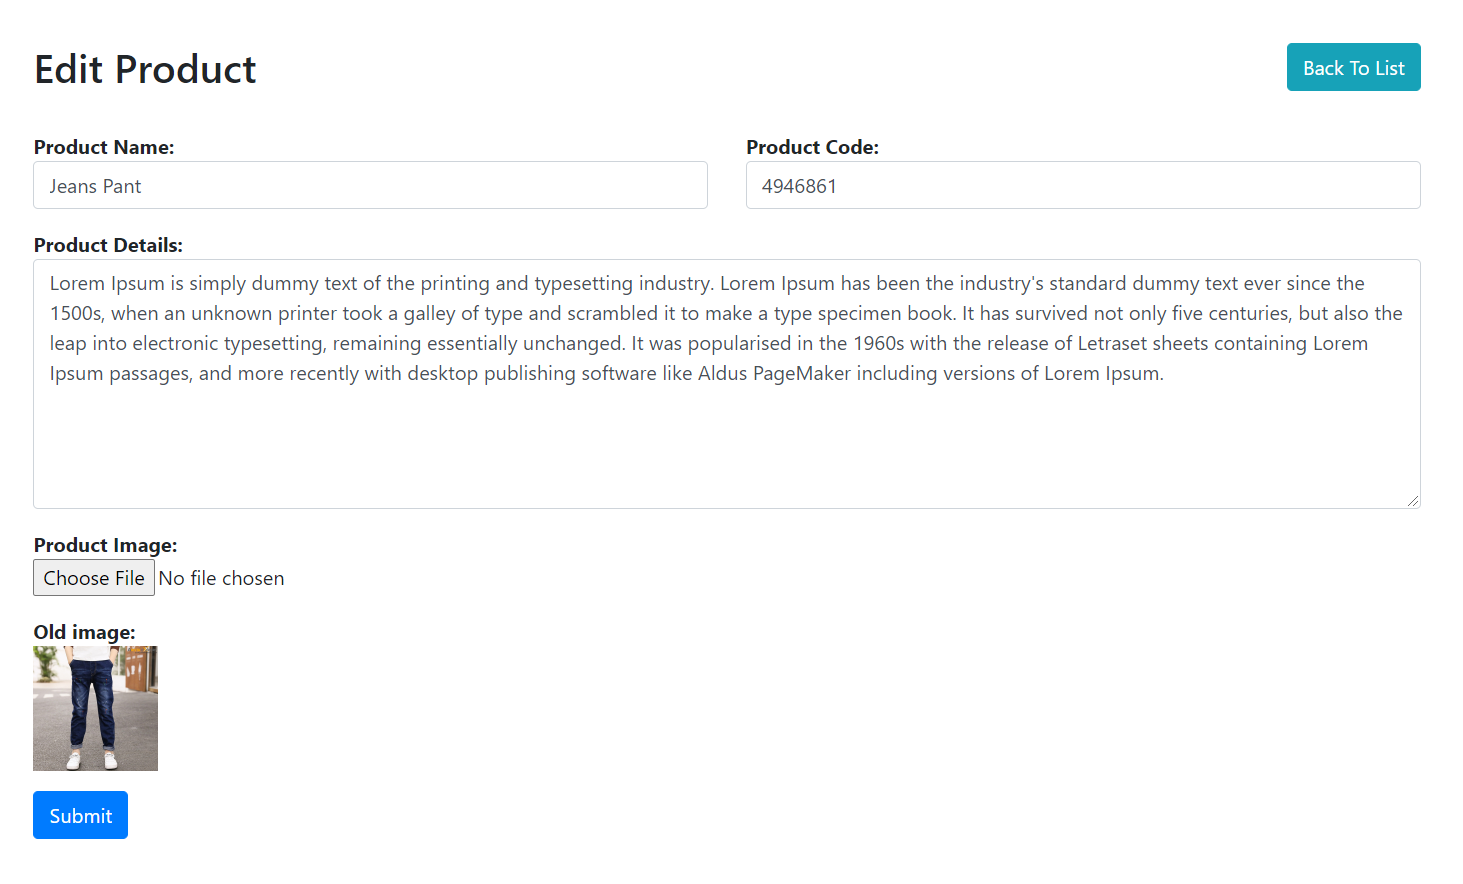 Edit Product
Back To List
Product Name:
Product Code:
Jeans Pant
4946861
Product Details:
Lorem Ipsum is simply dummy text of the printing and typesetting industry. Lorem Ipsum has been the industry's standard dummy text ever since the
1500s, when an unknown printer took a galley of type and scrambled it to make a type specimen book. It has survived not only five centuries, but also the
leap into electronic typesetting, remaining essentially unchanged. It was popularised in the 1960s with the release of Letraset sheets containing Lorem
Ipsum passages, and more recently with desktop publishing software like Aldus PageMaker including versions of Lorem Ipsum.
Product Image:
Choose File No file chosen
Old image:
Submit